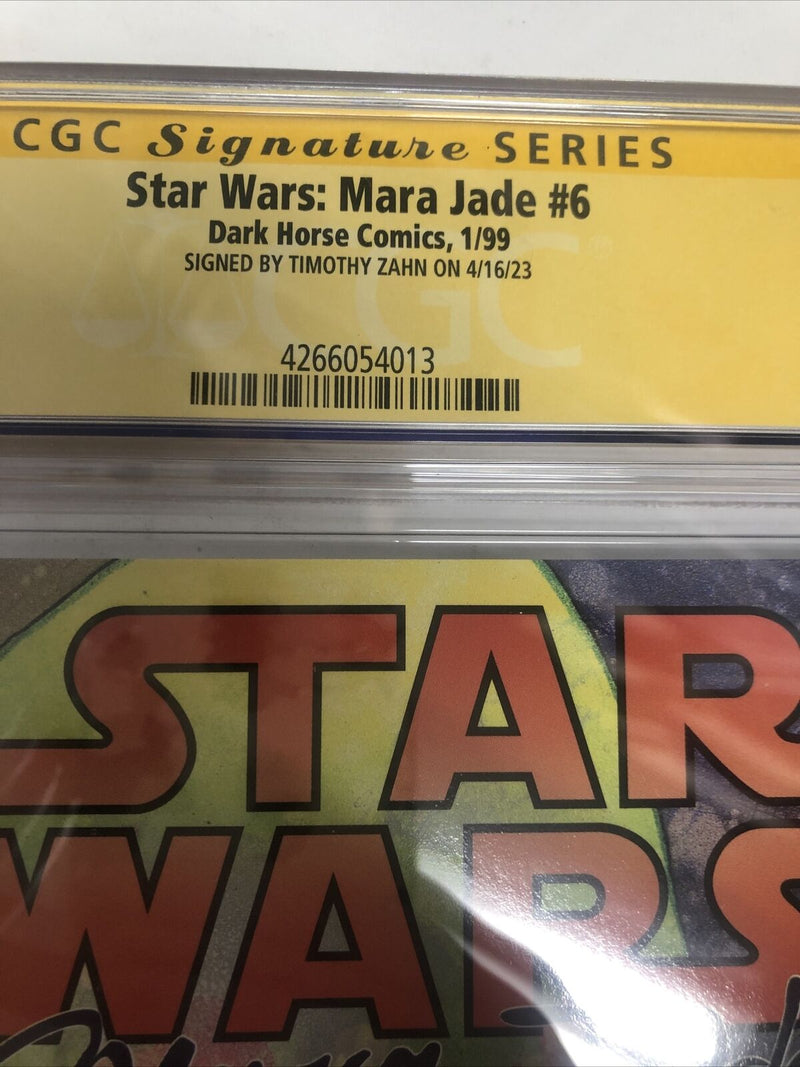 CGC Signature SERIES
Star Wars: Mara Jade #6
Dark Horse Comics, 1/99
SIGNED BY TIMOTHY ZAHN ON 4/16/23
CGC
4266054013
STAR
WARS